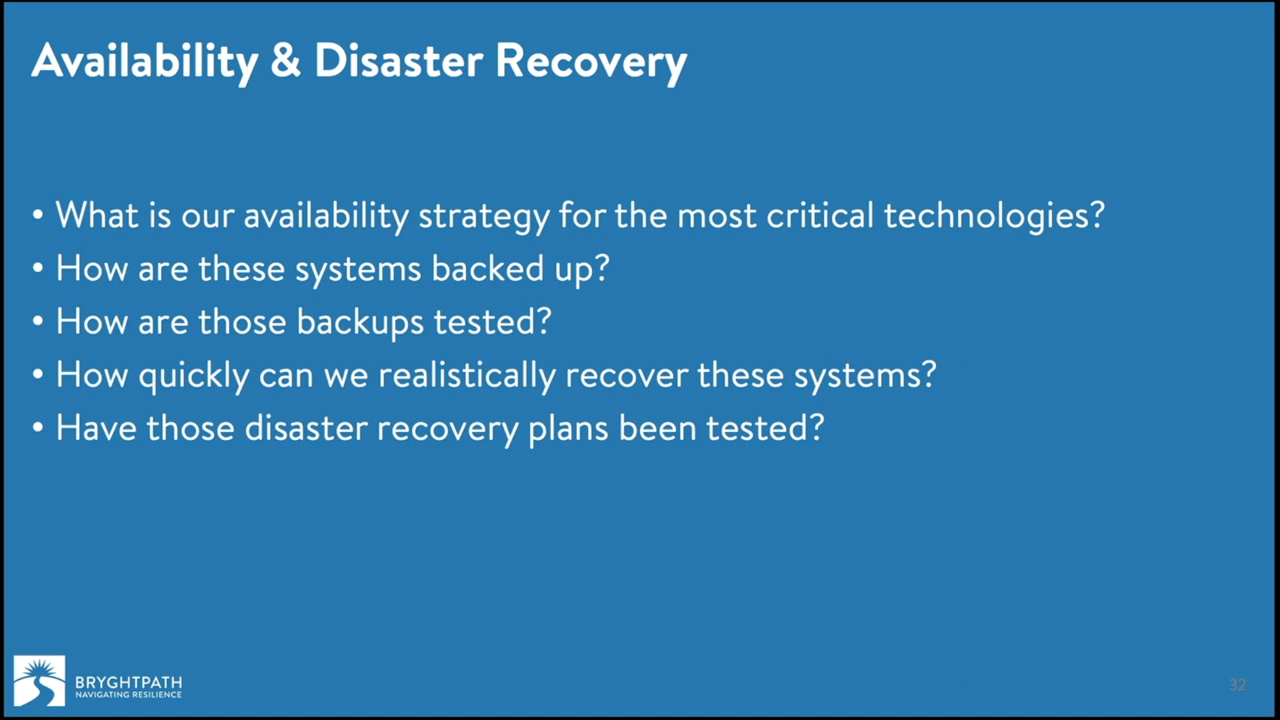 Availability & Disaster Recovery
• What is our availability strategy for the most critical technologies?
• How are these systems backed up?
• How are those backups tested?
• How quickly can we realistically recover these systems?
• Have those disaster recovery plans been tested?
BRYGHTPATH
NAVIGATING RESILIENCE
32